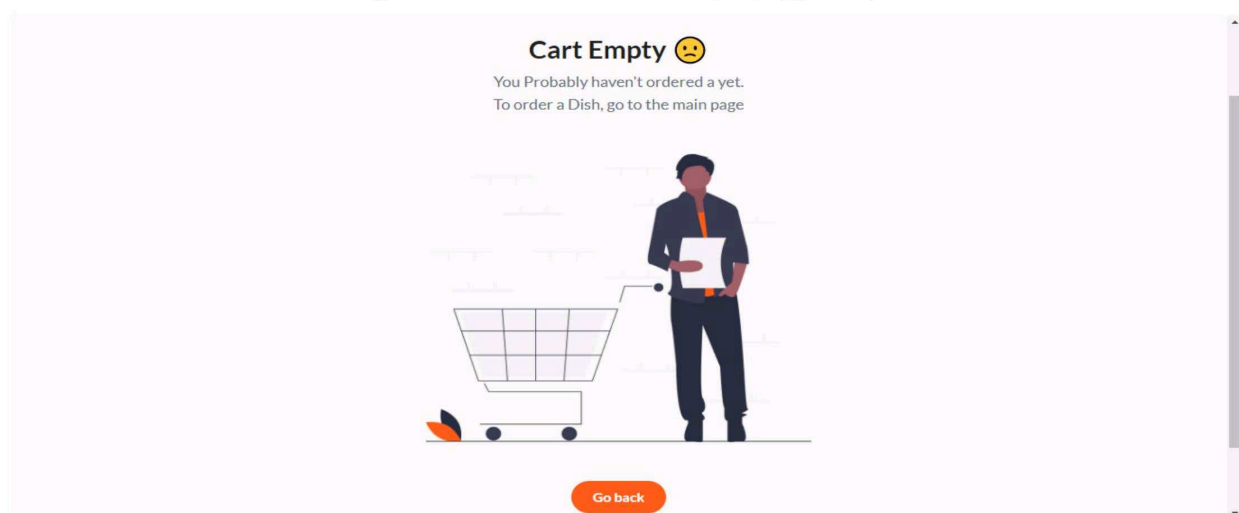 Cart Empty 😕
You Probably haven't ordered a yet.
To order a Dish, go to the main page
Go back